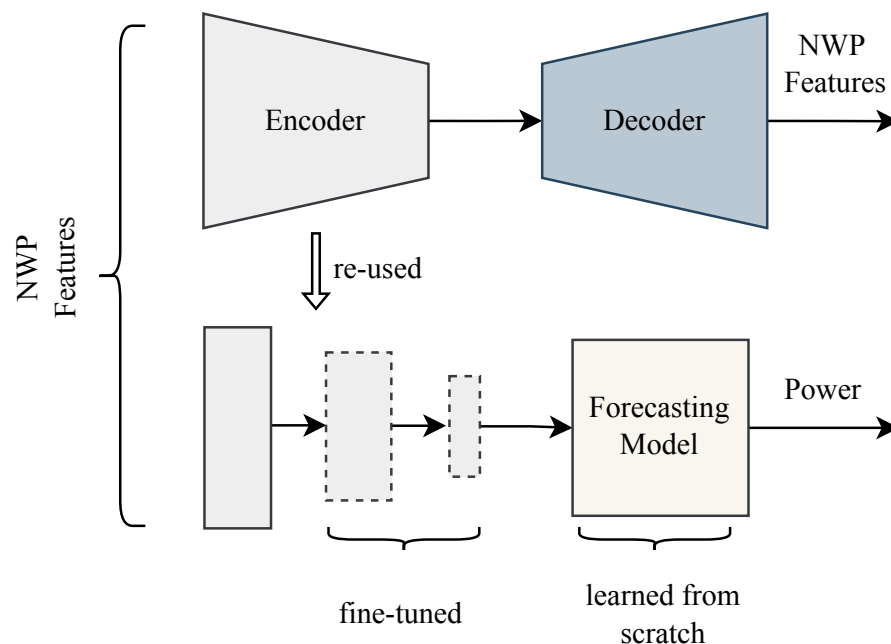 NWP
Features
Encoder
Decoder
NWP
Features
re-used
Forecasting
Model
Power
fine-tuned
learned from
scratch